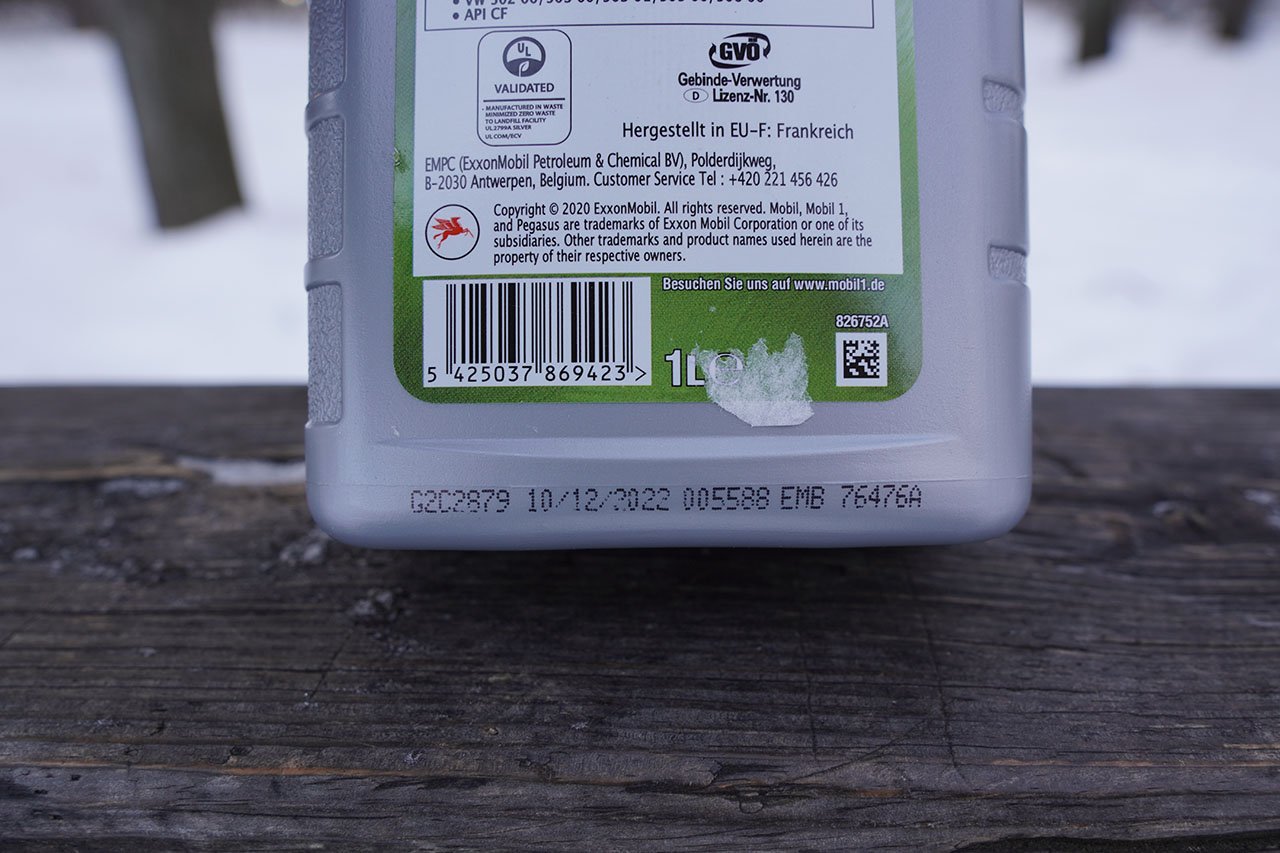 • API CF
UL
VALIDATED
• MANUFACTURED IN WASTE
MINIMIZED ZERO WASTE
TO LANDFILL FACILITY
UL2799A SILVER
UL.COM/ECV
GVÖ
Gebinde-Verwertung
D Lizenz-Nr. 130
Hergestellt in EU-F: Frankreich
EMPC (ExxonMobil Petroleum & Chemical BV), Polderdijkweg,
B-2030 Antwerpen, Belgium. Customer Service Tel : +420 221 456 426
Copyright © 2020 ExxonMobil. All rights reserved. Mobil, Mobil 1,
and Pegasus are trademarks of Exxon Mobil Corporation or one of its
subsidiaries. Other trademarks and product names used herein are the
property of their respective owners.
Besuchen Sie uns auf www.mobil1.de
5 425037 869423 >
1L e
826752A
G2C2879 10/12/2022 005588 EMB 76476A